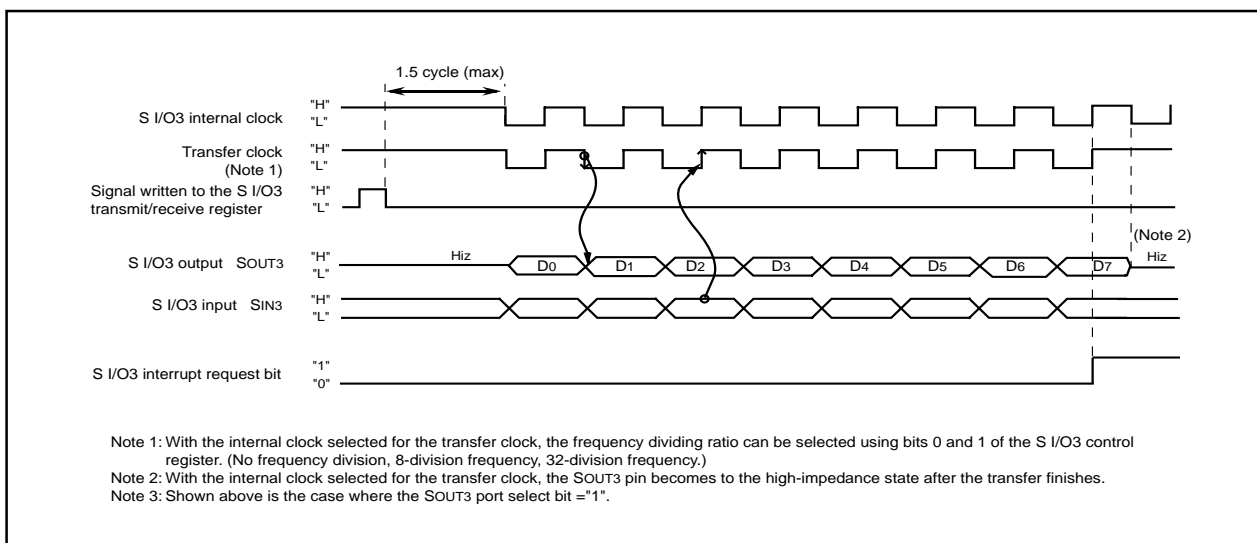 1.5 cycle (max)
S I/O3 internal clock "H" "L"
Transfer clock (Note 1) "H" "L"
Signal written to the S I/O3 transmit/receive register "H" "L"
(Note 2)
S I/O3 output SOUT3 "H" "L" Hiz D0 D1 D2 D3 D4 D5 D6 D7 Hiz
S I/O3 input SIN3 "H" "L"
S I/O3 interrupt request bit "1" "0"
Note 1: With the internal clock selected for the transfer clock, the frequency dividing ratio can be selected using bits 0 and 1 of the S I/O3 control
register. (No frequency division, 8-division frequency, 32-division frequency.)
Note 2: With the internal clock selected for the transfer clock, the SOUT3 pin becomes to the high-impedance state after the transfer finishes.
Note 3: Shown above is the case where the SOUT3 port select bit ="1".